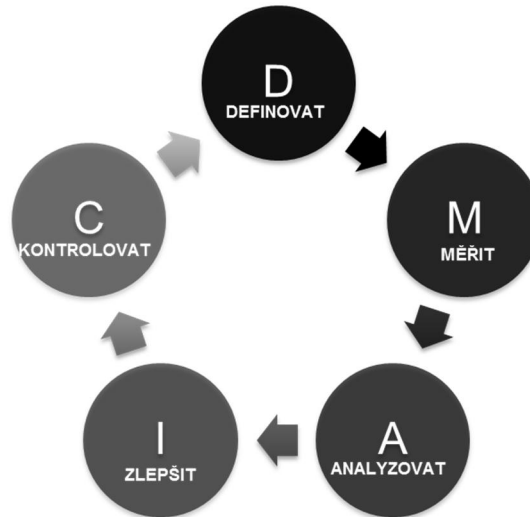 D
DEFINOVAT
M
MĚŘIT
A
ANALYZOVAT
I
ZLEPŠIT
C
KONTROLOVAT